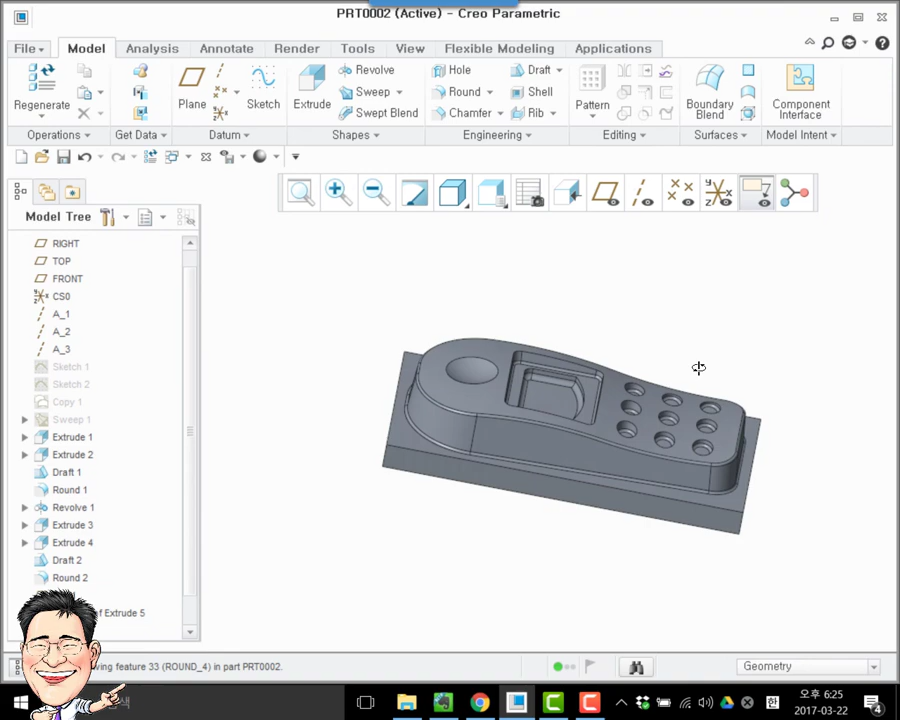 PRT0002 (Active) - Creo Parametric
File Model Analysis Annotate Render Tools View Flexible Modeling Applications
Regenerate
Plane
Sketch
Extrude
Revolve
Sweep
Swept Blend
Hole
Round
Chamfer
Draft
Shell
Rib
Pattern
Boundary Blend
Component Interface
Operations Get Data Datum Shapes Engineering Editing Surfaces Model Intent
Model Tree
RIGHT
TOP
FRONT
CS0
A_1
A_2
A_3
Sketch 1
Sketch 2
Copy 1
Sweep 1
Extrude 1
Extrude 2
Draft 1
Round 1
Revolve 1
Extrude 3
Extrude 4
Draft 2
Round 2
of Extrude 5
feature 33 (ROUND_4) in part PRT0002.
Geometry
한
오후 6:25
2017-03-22
4